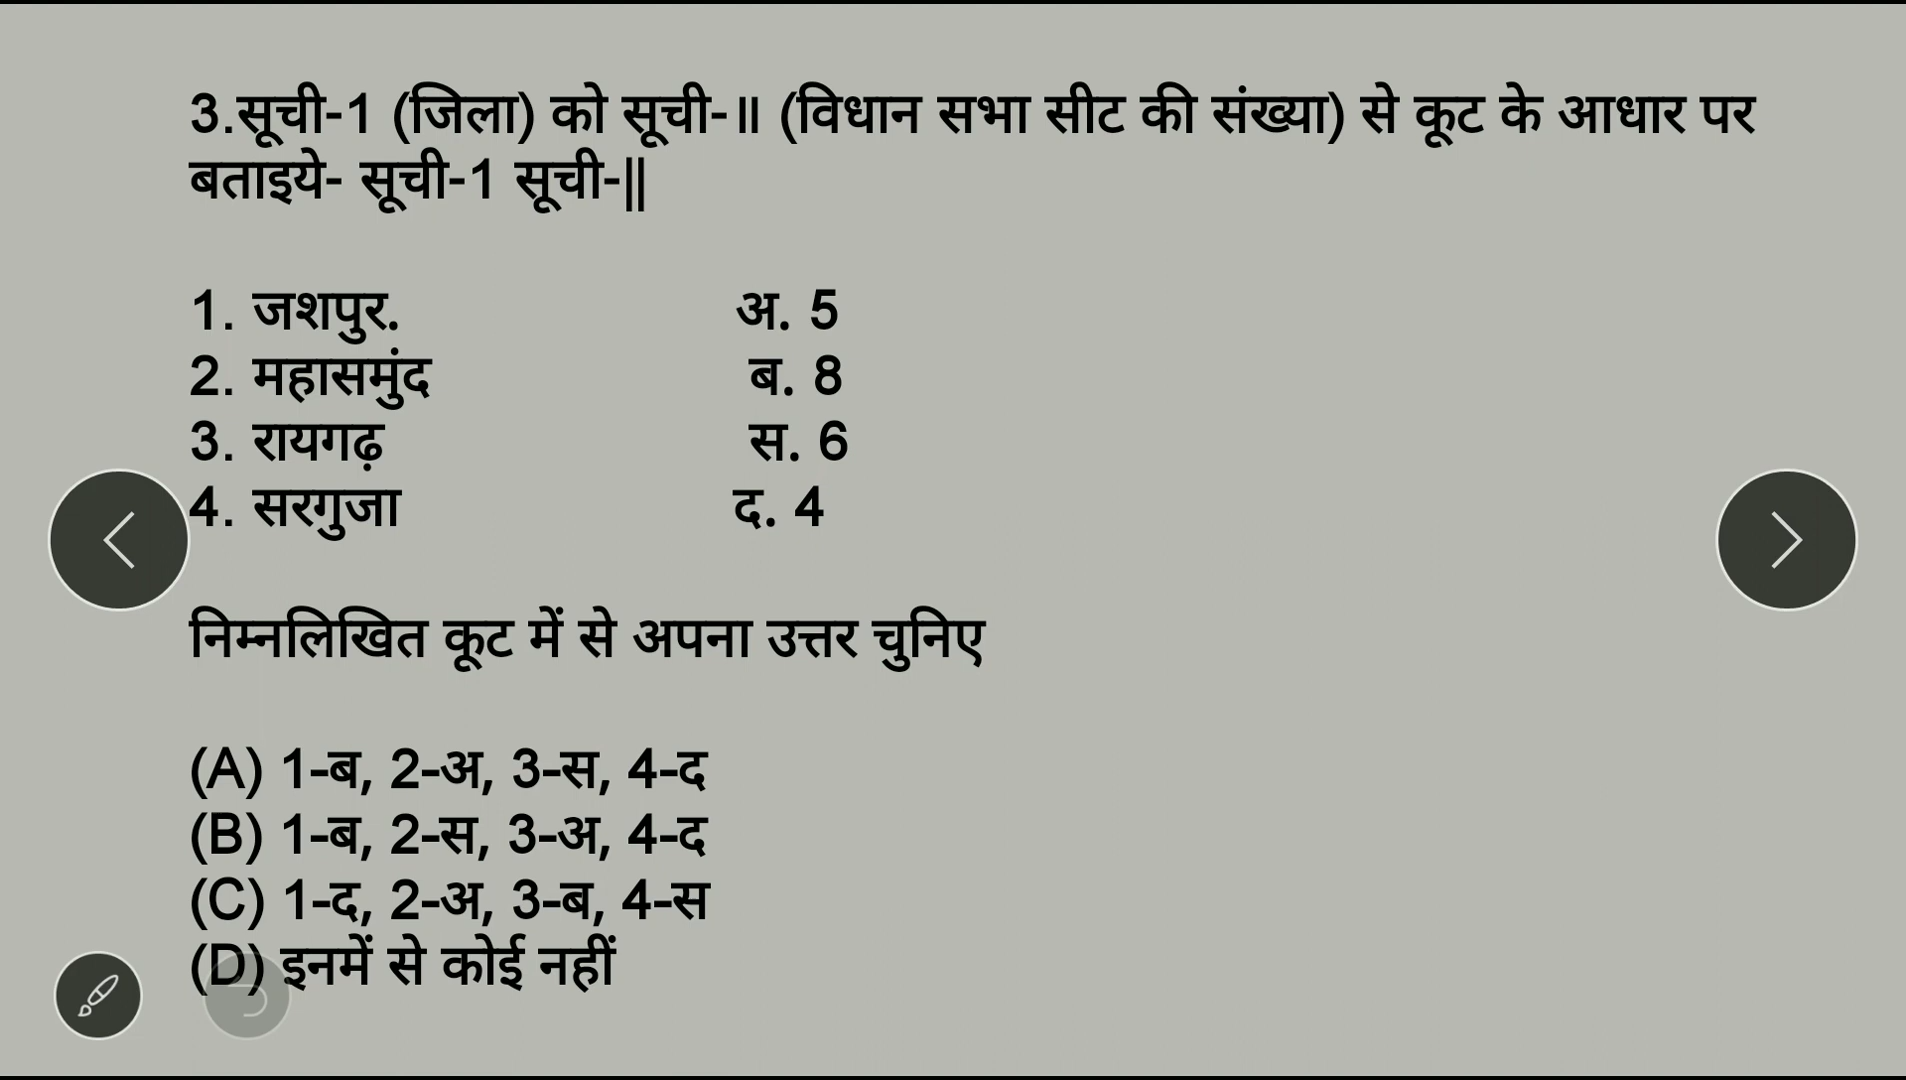 3.सूची-1 (जिला) को सूची-॥ (विधान सभा सीट की संख्या) से कूट के आधार पर
बताइये- सूची-1 सूची-||
1. जशपुर. अ. 5
2. महासमुंद ब. 8
3. रायगढ़ स. 6
4. सरगुजा द. 4
निम्नलिखित कूट में से अपना उत्तर चुनिए
(A) 1-ब, 2-अ, 3-स, 4-द
(B) 1-ब, 2-स, 3-अ, 4-द
(C) 1-द, 2-अ, 3-ब, 4-स
(D) इनमें से कोई नहीं